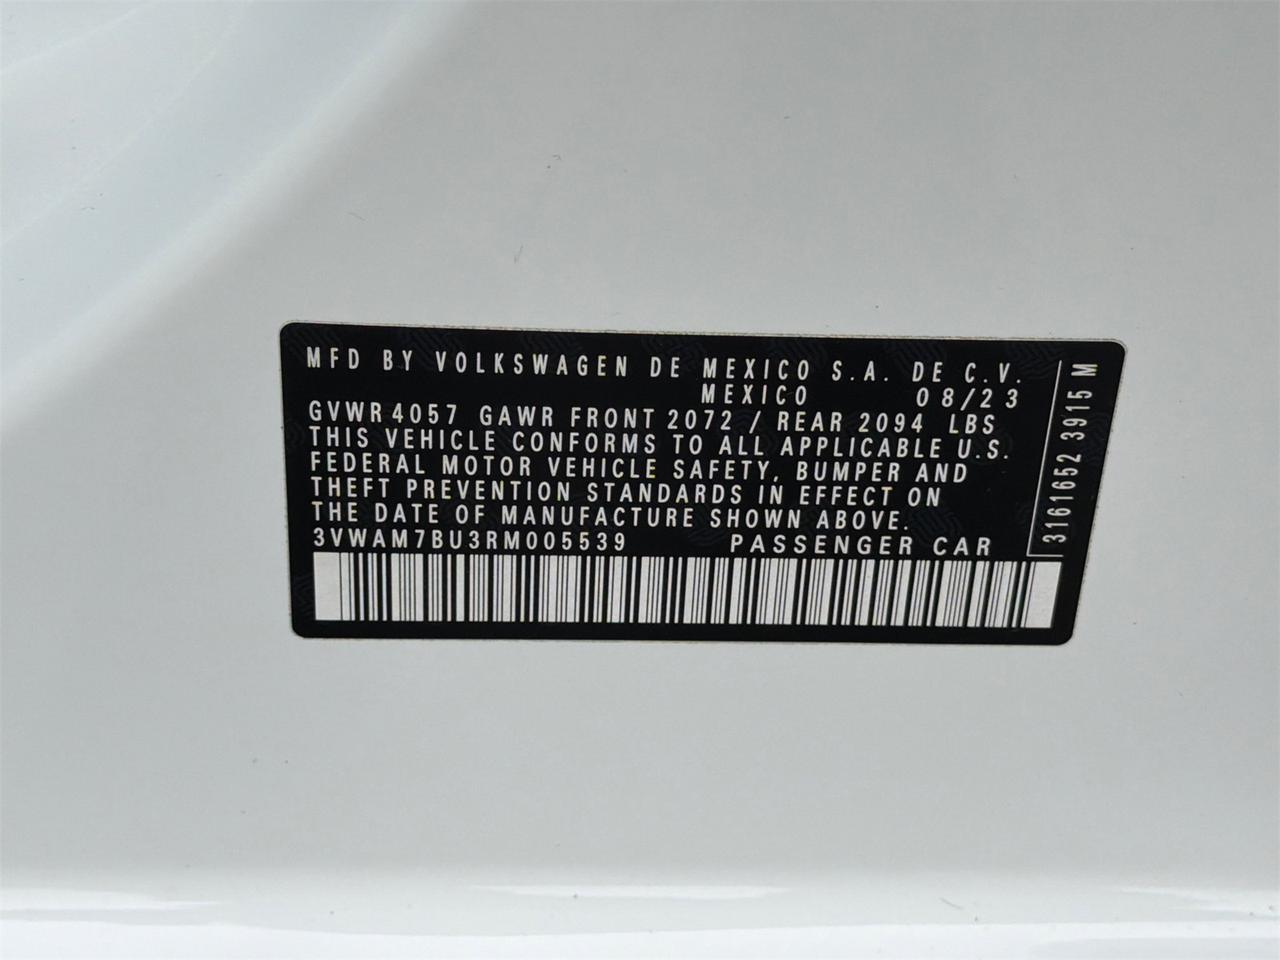 MFD BY VOLKSWAGEN DE MEXICO S.A. DE C.V.
MEXICO 08/23
GVWR 4057 GAWR FRONT 2072 / REAR 2094 LBS
THIS VEHICLE CONFORMS TO ALL APPLICABLE U.S.
FEDERAL MOTOR VEHICLE SAFETY, BUMPER AND
THEFT PREVENTION STANDARDS IN EFFECT ON
THE DATE OF MANUFACTURE SHOWN ABOVE.
3VWAM7BU3RM005539 PASSENGER CAR
3161652 3915 M